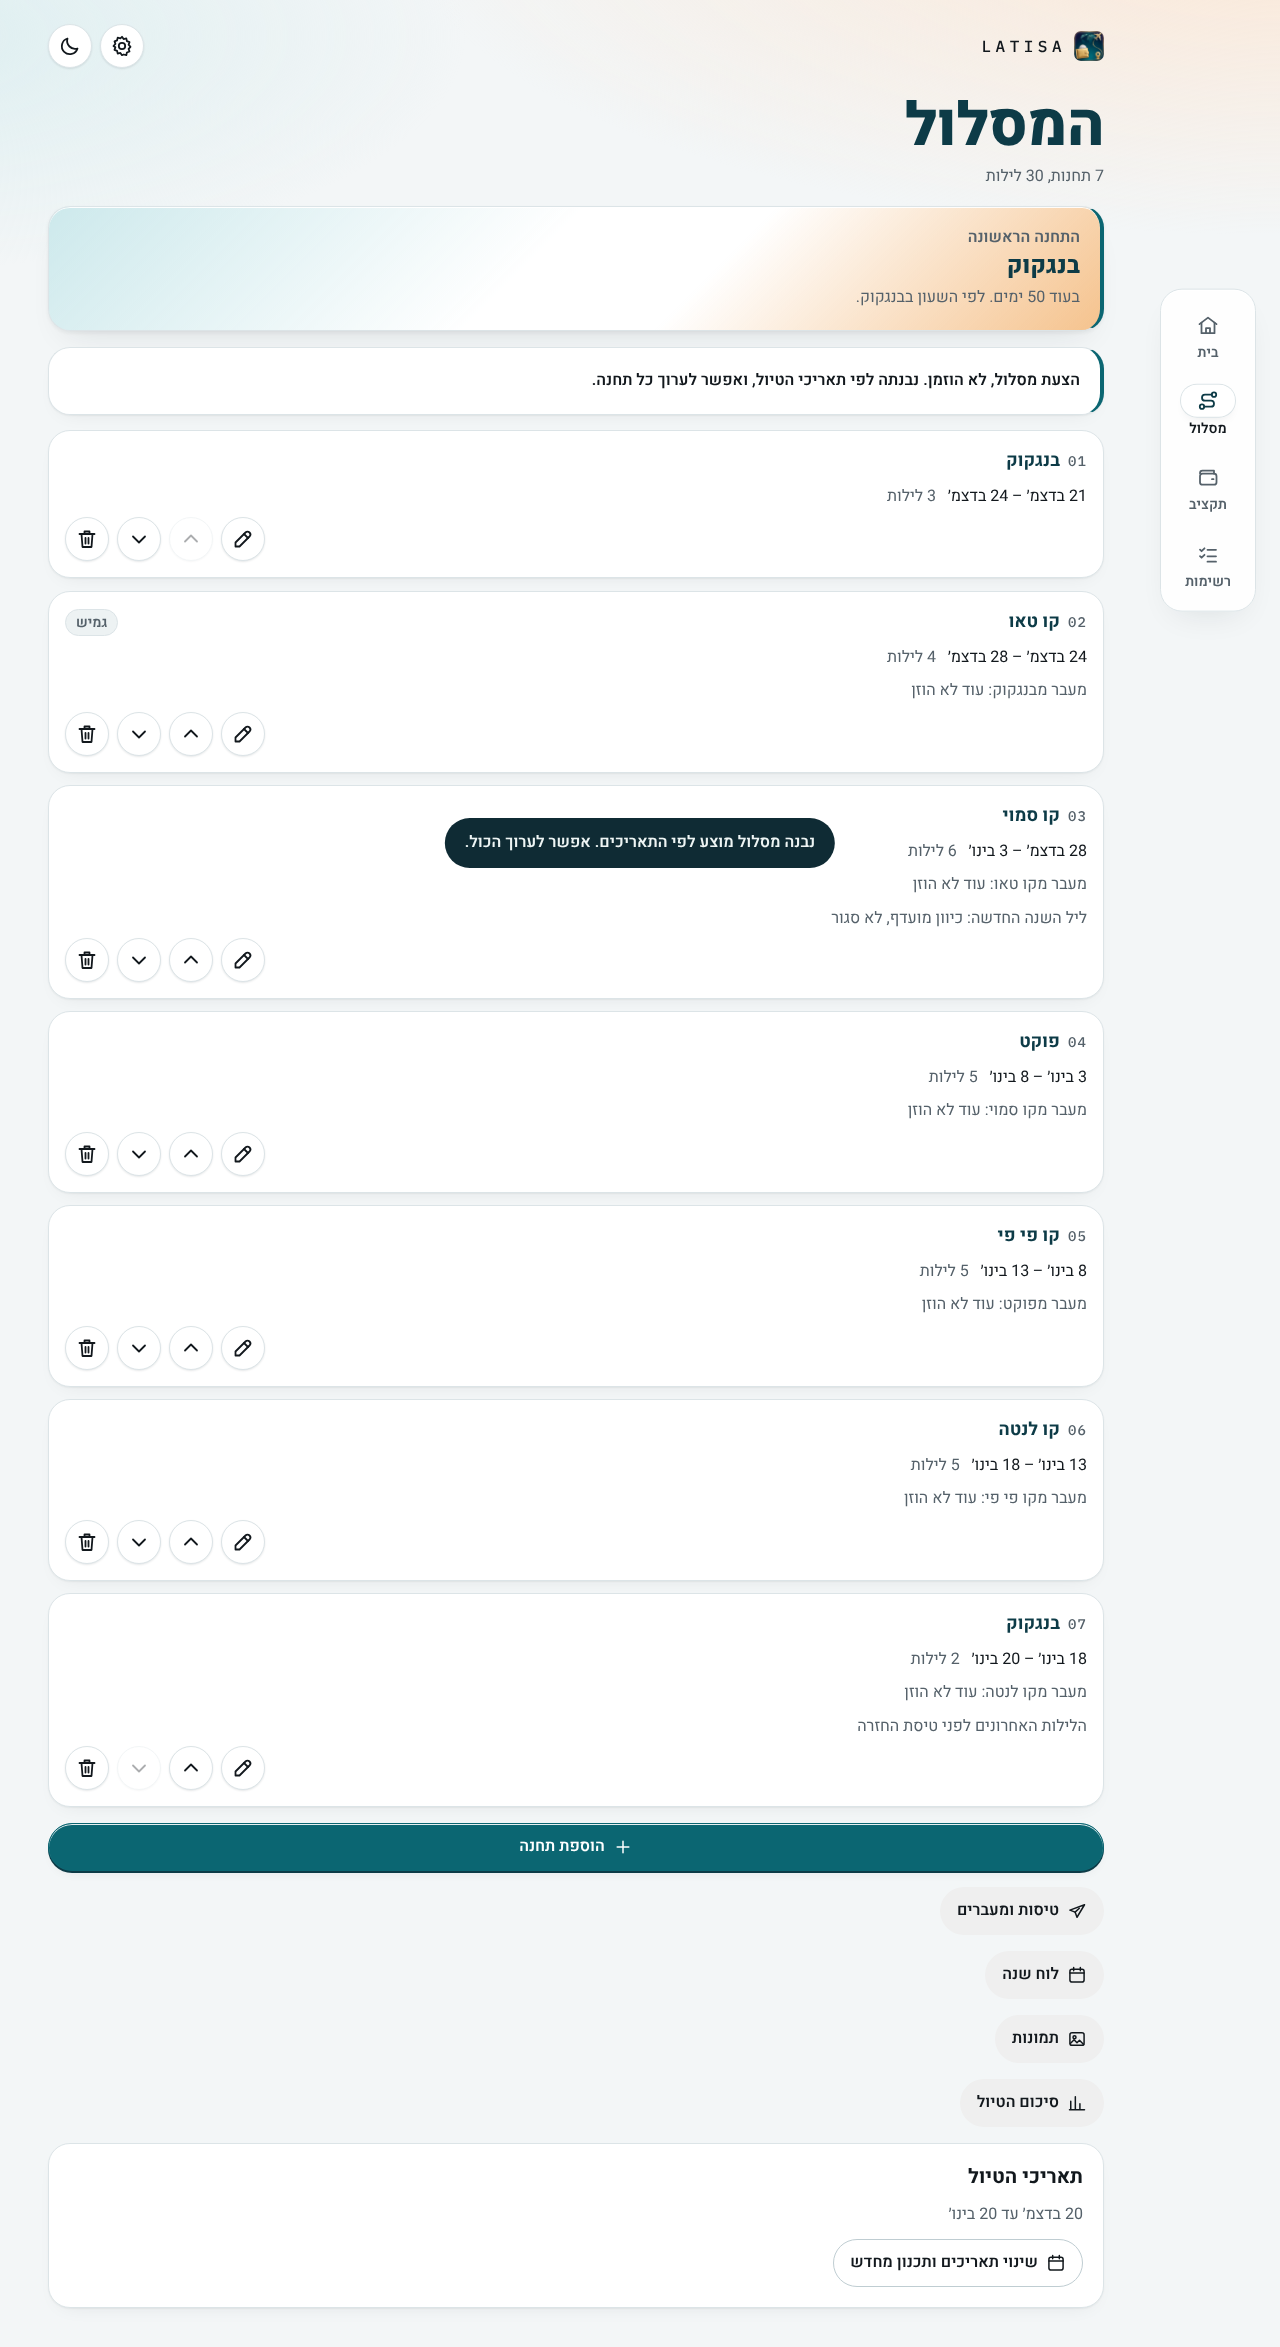 LATISA
המסלול
7 תחנות, 30 לילות
התחנה הראשונה
בנגקוק
בעוד 50 ימים. לפי השעון בבנגקוק.
הצעת מסלול, לא הוזמן. נבנתה לפי תאריכי הטיול, ואפשר לערוך כל תחנה.
בית
מסלול
תקציב
רשימות
01 בנגקוק
21 בדצמ׳ – 24 בדצמ׳ 3 לילות
02 קו טאו
גמיש
24 בדצמ׳ – 28 בדצמ׳ 4 לילות
מעבר מבנגקוק: עוד לא הוזן
03 קו סמוי
28 בדצמ׳ – 3 בינו׳ 6 לילות
נבנה מסלול מוצע לפי התאריכים. אפשר לערוך הכול.
מעבר מקו טאו: עוד לא הוזן
ליל השנה החדשה: כיוון מועדף, לא סגור
04 פוקט
3 בינו׳ – 8 בינו׳ 5 לילות
מעבר מקו סמוי: עוד לא הוזן
05 קו פי פי
8 בינו׳ – 13 בינו׳ 5 לילות
מעבר מפוקט: עוד לא הוזן
06 קו לנטה
13 בינו׳ – 18 בינו׳ 5 לילות
מעבר מקו פי פי: עוד לא הוזן
07 בנגקוק
18 בינו׳ – 20 בינו׳ 2 לילות
מעבר מקו לנטה: עוד לא הוזן
הלילות האחרונים לפני טיסת החזרה
הוספת תחנה
טיסות ומעברים
לוח שנה
תמונות
סיכום הטיול
תאריכי הטיול
20 בדצמ׳ עד 20 בינו׳
שינוי תאריכים ותכנון מחדש